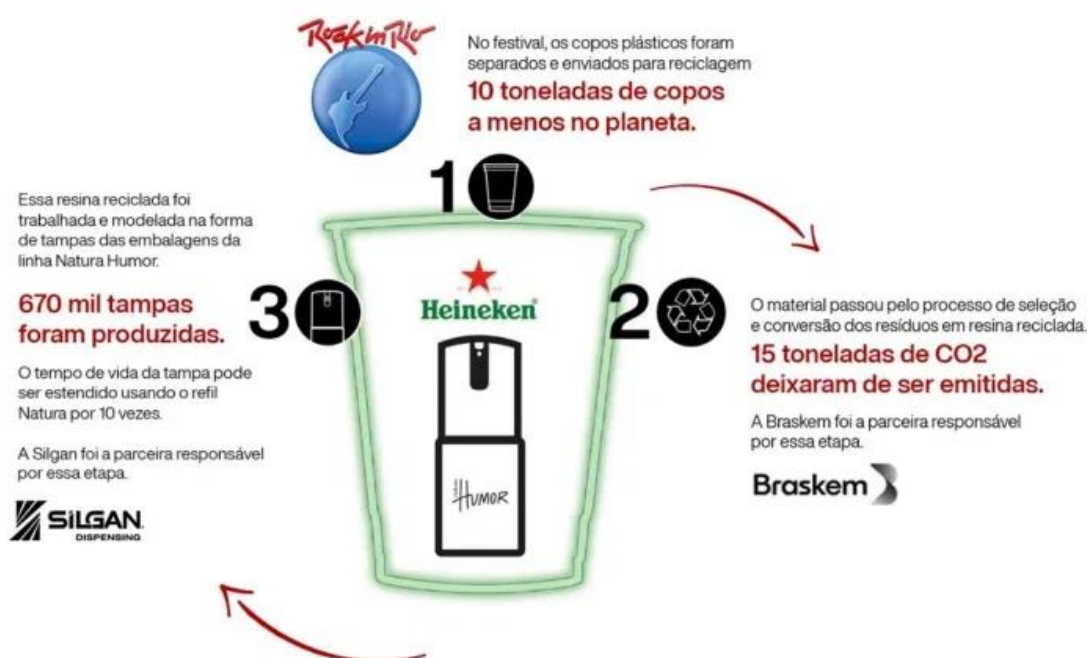 Rock in Rio
No festival, os copos plásticos foram
separados e enviados para reciclagem
10 toneladas de copos
a menos no planeta.
1
2
O material passou pelo processo de seleção
e conversão dos resíduos em resina reciclada.
15 toneladas de CO2
deixaram de ser emitidas.
A Braskem foi a parceira responsável
por essa etapa.
Braskem
3
Essa resina reciclada foi
trabalhada e modelada na forma
de tampas das embalagens da
linha Natura Humor.
670 mil tampas
foram produzidas.
O tempo de vida da tampa pode
ser estendido usando o refil
Natura por 10 vezes.
A Silgan foi a parceira responsável
por essa etapa.
SILGAN
DISPENSING
Heineken
HUMOR